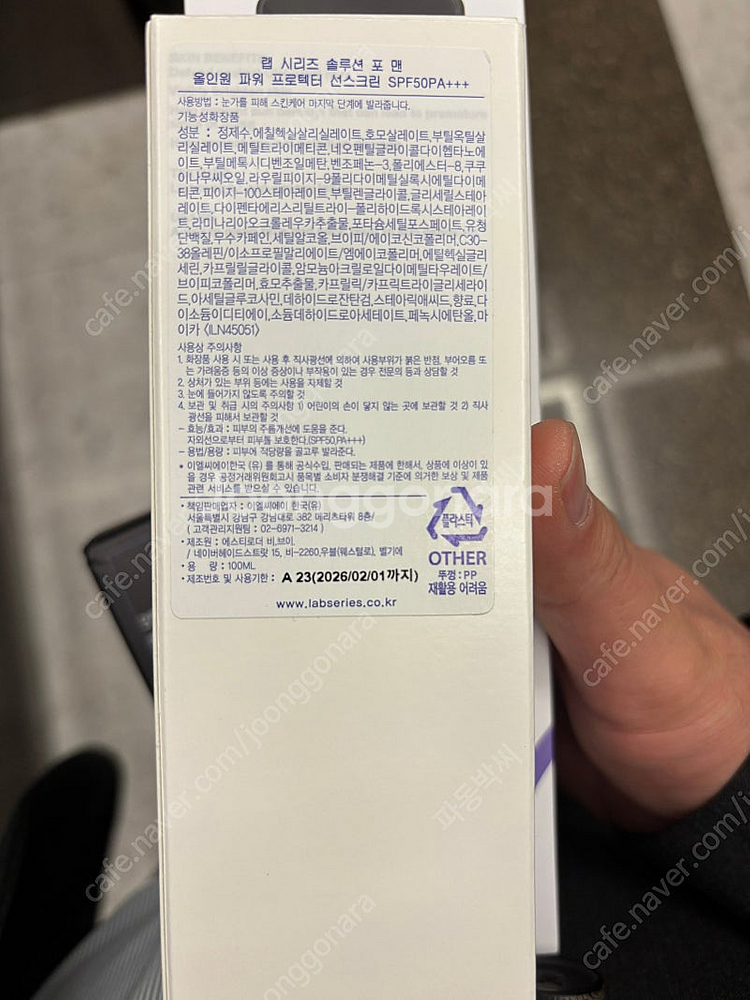 랩 시리즈 솔루션 포 맨
올인원 파워 프로텍터 선스크린 SPF50PA+++
사용방법 : 눈가를 피해 스킨케어 마지막 단계에 발라줍니다.
기능성화장품
성분 : 정제수,에칠헥실살리실레이트,호모살레이트,부틸옥틸살
리실레이트,메틸트라이메티콘,네오펜틸글라이콜다이헵타노에
이트,부틸메톡시디벤조일메탄,벤조페논-3,폴리에스터-8,쿠쿠
이나무씨오일,라우릴피이지-9폴리다이메틸실록시에틸다이메
티콘,피이지-100스테아레이트,부틸렌글라이콜,글리세릴스테아
레이트,다이펜타에리스리틸트라이-폴리하이드록시스테아레이
트,라미나리아오크롤레우카추출물,포타슘세틸포스페이트,유청
단백질,무수카페인,세틸알코올,브이피/에이코신코폴리머,C30-
38올레핀/이소프로필말리에이트/엠에이코폴리머,에틸헥실글리
세린,카프릴릴글라이콜,암모늄아크릴로일다이메틸타우레이트/
브이피코폴리머,효모추출물,카프릴릭/카프릭트라이글리세라이
드,아세틸글루코사민,데하이드로잔탄검,스테아릭애씨드,향료,다
이소듐이디티에이,소듐데하이드로아세테이트,페녹시에탄올,마
이카 <ILN45051>
사용상 주의사항
1. 화장품 사용 시 또는 사용 후 직사광선에 의하여 사용부위가 붉은 반점, 부어오름 또
는 가려움증 등의 이상 증상이나 부작용이 있는 경우 전문의 등과 상담할 것
2. 상처가 있는 부위 등에는 사용을 자제할 것
3. 눈에 들어가지 않도록 주의할 것
4. 보관 및 취급 시의 주의사항 1) 어린이의 손이 닿지 않는 곳에 보관할 것 2) 직사
광선을 피해서 보관할 것
- 효능/효과 : 피부의 주름개선에 도움을 준다.
자외선으로부터 피부를 보호한다.(SPF50,PA+++)
- 용법/용량 : 피부에 적당량을 골고루 발라준다.
* 이엘씨에이한국 (유) 를 통해 공식수입, 판매되는 제품에 한해서, 상품에 이상이 있
을 경우 공정거래위원회고시 품목별 소비자 분쟁해결 기준에 의거한 보상 및 제품
관련 서비스를 받으실 수 있습니다.
• 책임판매업자 : 이엘씨에이 한국(유)
서울특별시 강남구 강남대로 382 메리츠타워 8층/
( 고객관리지원팀 : 02-6971-3214 )
• 제조원 : 에스티로더 비.브이.
/ 네이버헤이드스트랏 15, 비-2260,우블(웨스털로), 벨기에
• 용 량 : 100ML
• 제조번호 및 사용기한 : A 23(2026/02/01까지)
플라스틱
OTHER
뚜껑 : PP
재활용 어려움
www.labseries.co.kr
joonggonara
cafe.naver.com/joonggonara
파동박씨